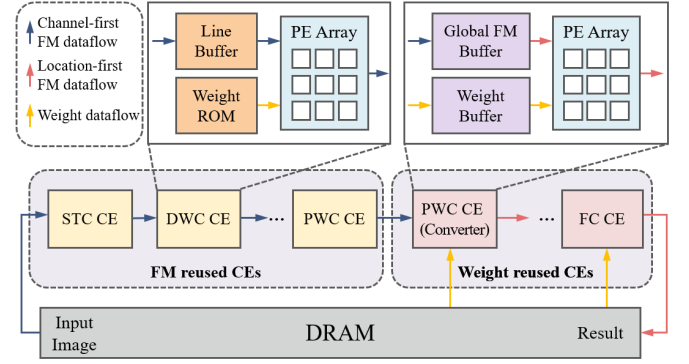 Channel-first
FM dataflow
Location-first
FM dataflow
Weight dataflow
Line
Buffer
PE Array
Weight
ROM
Global FM
Buffer
PE Array
Weight
Buffer
STC CE
DWC CE
...
PWC CE
PWC CE
(Converter)
...
FC CE
FM reused CEs
Weight reused CEs
Input
Image
DRAM
Result